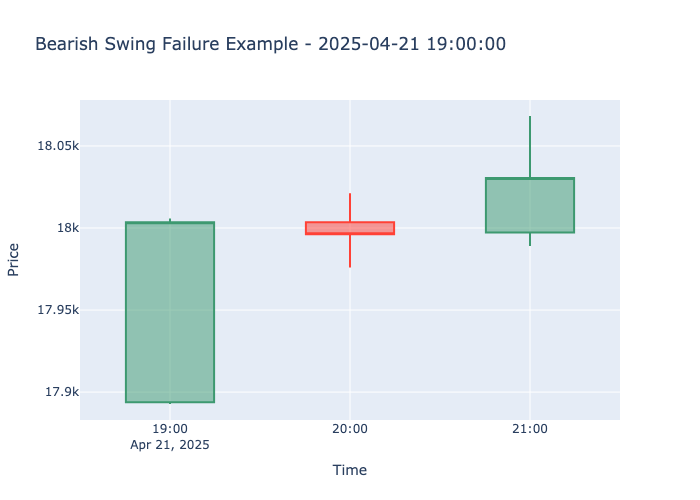 Bearish Swing Failure Example - 2025-04-21 19:00:00
18.05k
18k
17.95k
17.9k
Price
19:00
Apr 21, 2025
20:00
21:00
Time